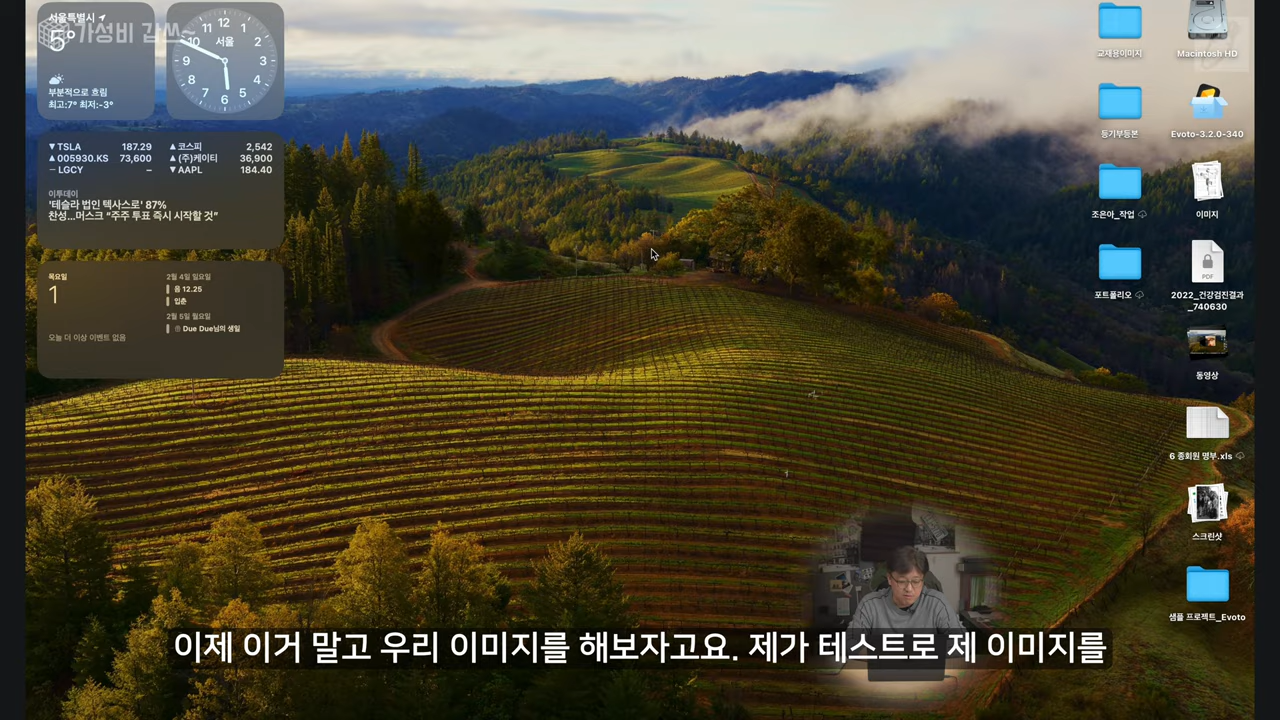 서울특별시
가성비 갑쓰~
5°
부분적으로 흐림
최고:7° 최저:-3°
서울
12
1
2
3
4
5
6
7
8
9
10
11
TSLA 187.29
005930.KS 73,600
LGCY –
코스피 2,542
(주)케이티 36,900
AAPL 184.40
이투데이
'테슬라 법인 텍사스로' 87%
찬성...머스크 “주주 투표 즉시 시작할 것”
목요일
1
오늘 더 이상 이벤트 없음
2월 4일 일요일
음 12.25
입춘
2월 5일 월요일
Due Due님의 생일
교재용이미지
Macintosh HD
등기부등본
Evoto-3.2.0-340
조은아_작업
이미지
포트폴리오
PDF
2022_건강검진결과
_740630
동영상
6 종회원 명부.xls
스크린샷
샘플 프로젝트_Evoto
이제 이거 말고 우리 이미지를 해보자고요. 제가 테스트로 제 이미지를